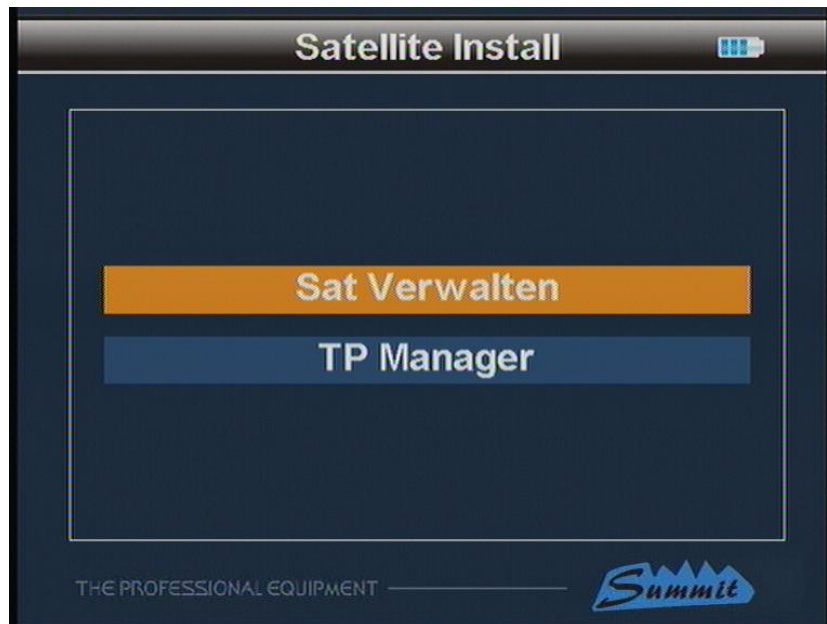 Satellite Install
Sat Verwalten
TP Manager
THE PROFESSIONAL EQUIPMENT
Summit